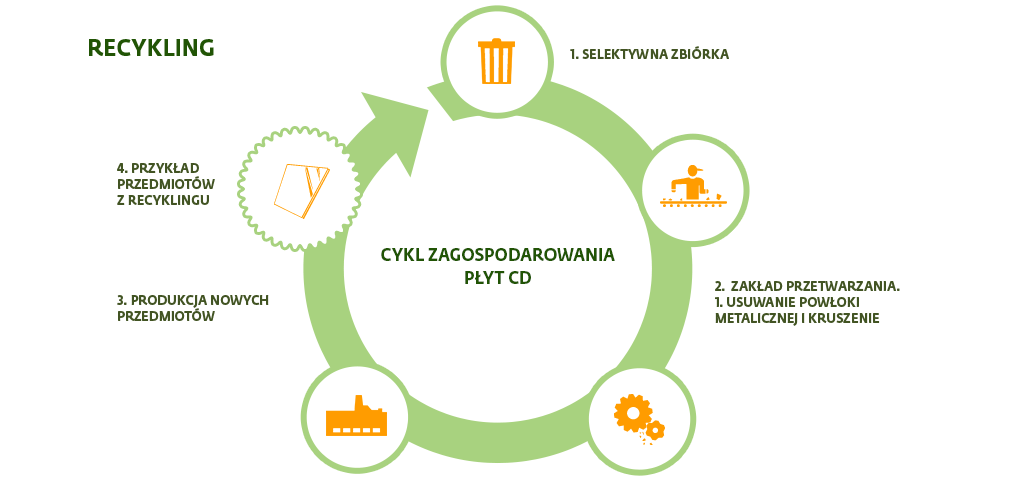 RECYKLING
1. SELEKTYWNA ZBIÓRKA
4. PRZYKŁAD
PRZEDMIOTÓW
Z RECYKLINGU
CYKL ZAGOSPODAROWANIA
PŁYT CD
2. ZAKŁAD PRZETWARZANIA.
1. USUWANIE POWŁOKI
METALICZNEJ I KRUSZENIE
3. PRODUKCJA NOWYCH
PRZEDMIOTÓW